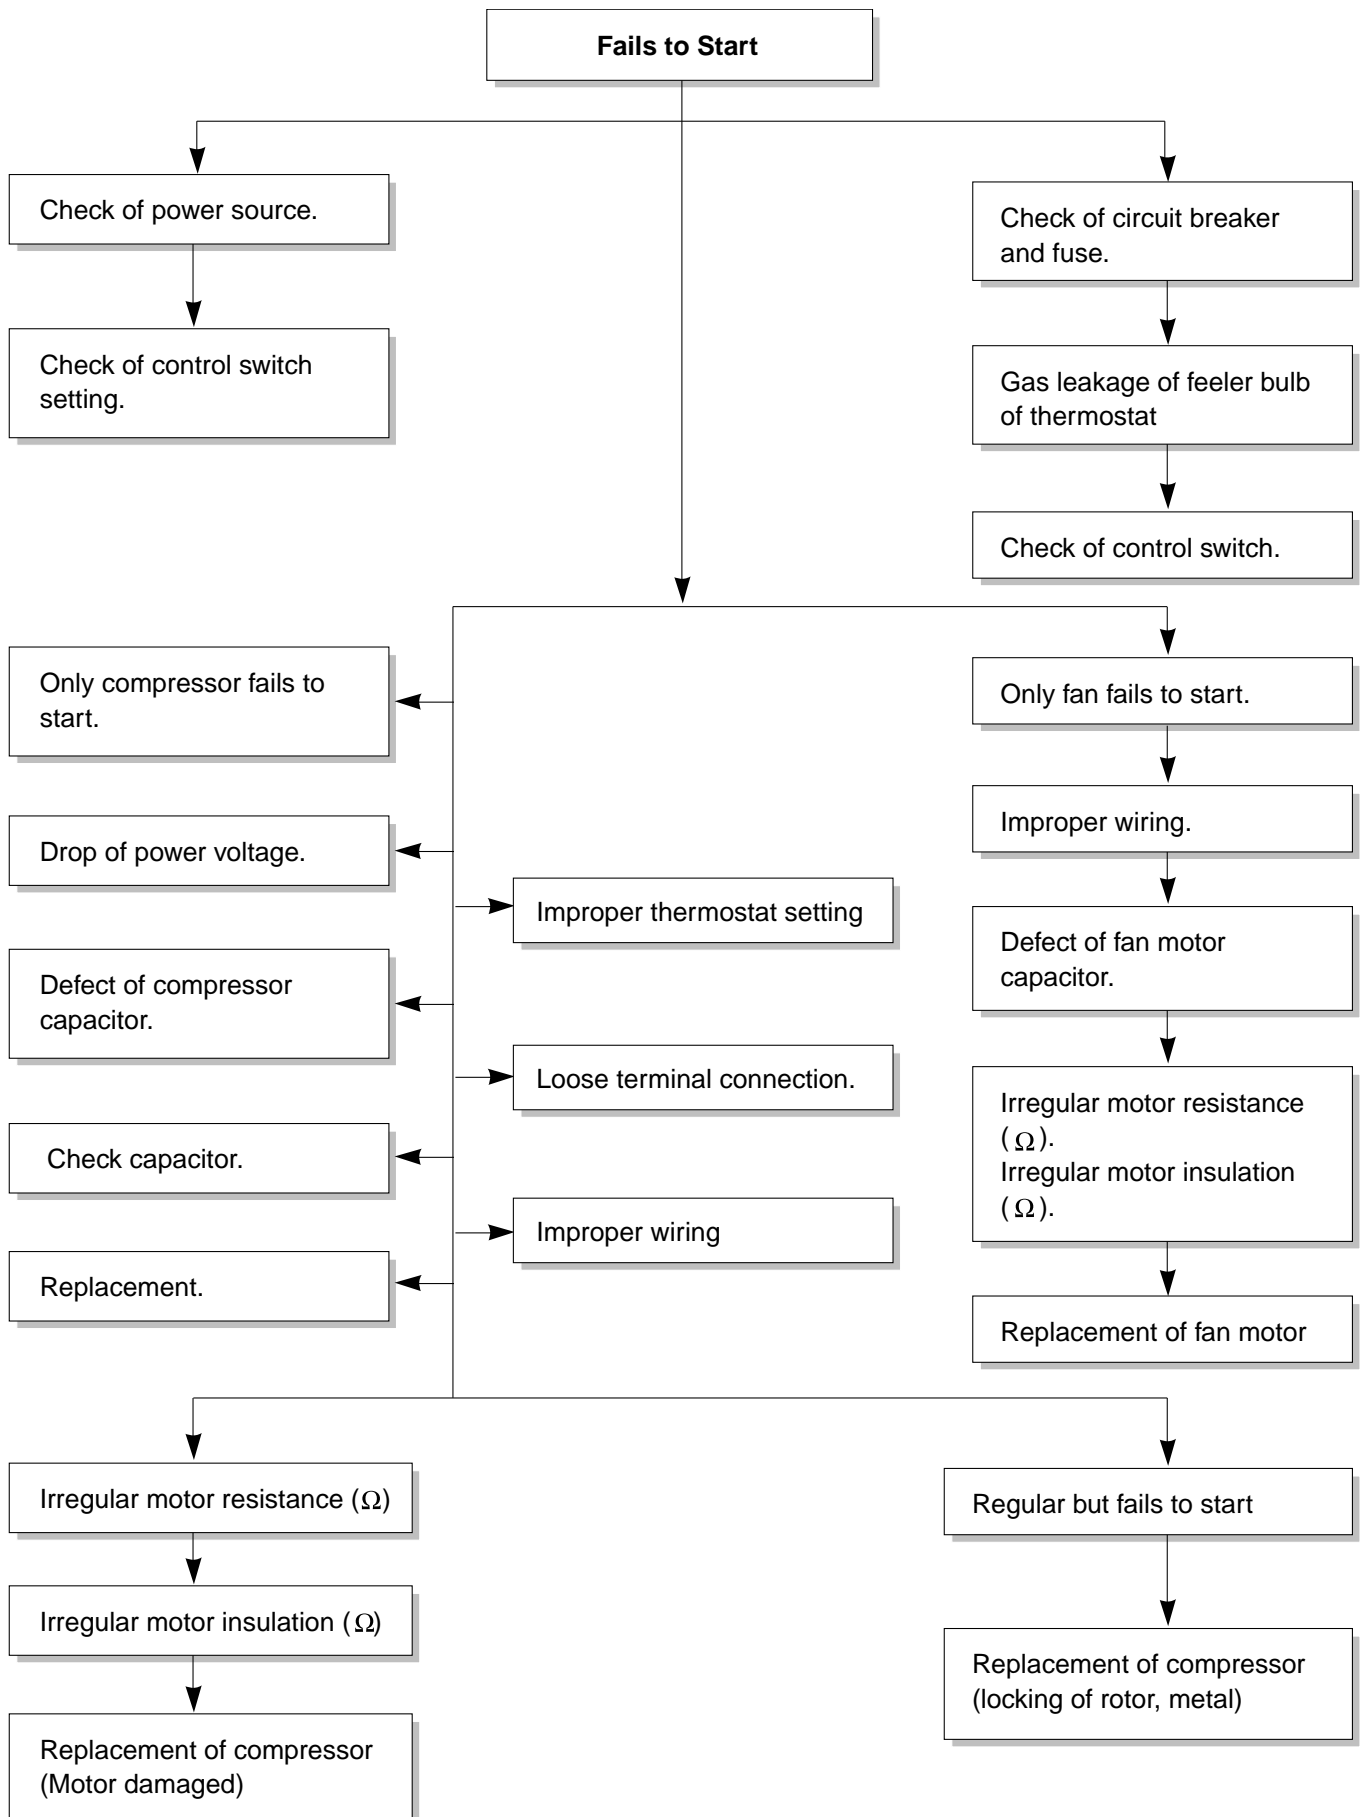 Fails to Start
Check of power source.
Check of circuit breaker
and fuse.
Check of control switch
setting.
Gas leakage of feeler bulb
of thermostat
Check of control switch.
Only compressor fails to
start.
Only fan fails to start.
Drop of power voltage.
Improper wiring.
Improper thermostat setting
Defect of fan motor
capacitor.
Defect of compressor
capacitor.
Loose terminal connection.
Irregular motor resistance
(Ω).
Irregular motor insulation
(Ω).
Check capacitor.
Improper wiring
Replacement.
Replacement of fan motor
Irregular motor resistance (Ω)
Regular but fails to start
Irregular motor insulation (Ω)
Replacement of compressor
(locking of rotor, metal)
Replacement of compressor
(Motor damaged)